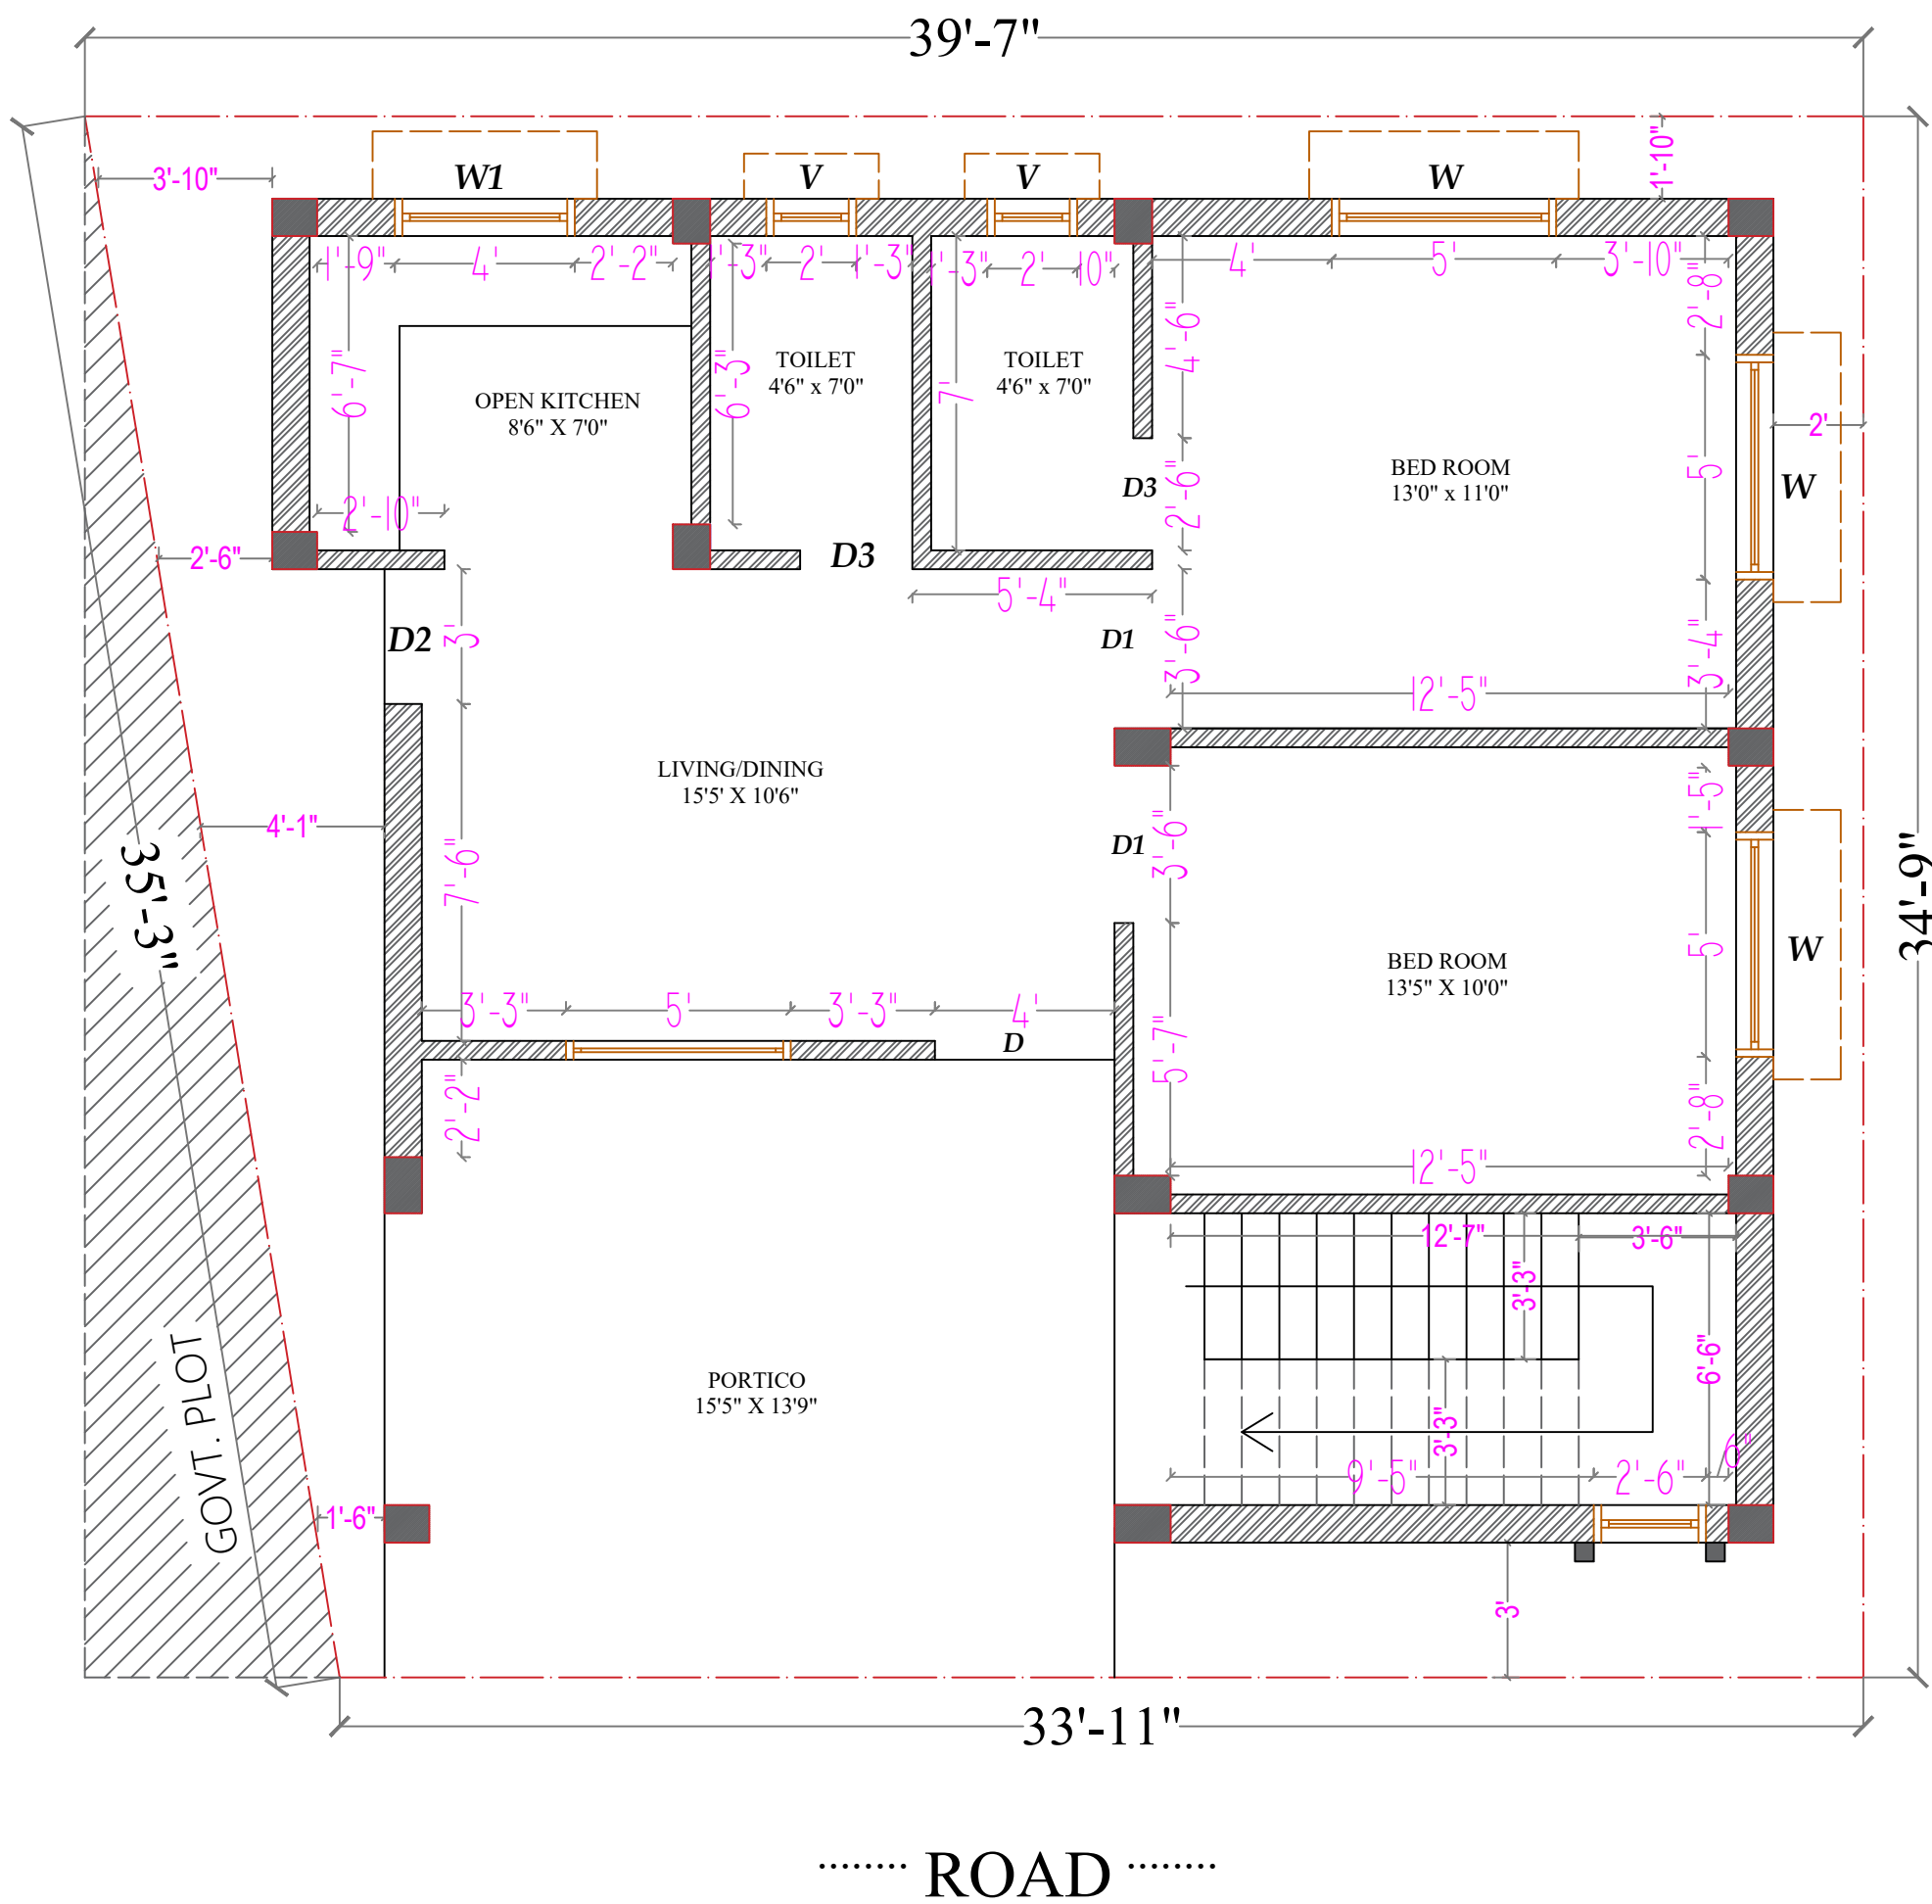 39'-7"
1'-10"
3'-10"
W1
V
V
W
1'-9"
4'
2'-2"
1'-3"
2'
1'-3"
1'-3"
2'
10"
4'
5'
3'-10"
2'-8"
6'-7"
6'-3"
7'
4'-6"
TOILET
4'6" x 7'0"
TOILET
4'6" x 7'0"
OPEN KITCHEN
8'6" X 7'0"
2'
BED ROOM
13'0" x 11'0"
5'
W
D3
2'-6"
2'-10"
2'-6"
D3
5'-4"
D2
3'
D1
3'-6"
3'-4"
12'-5"
LIVING/DINING
15'5' X 10'6"
4'-1"
7'-6"
D1
3'-6"
1'-5"
35'-3"
34'-9"
BED ROOM
13'5" X 10'0"
5'
W
3'-3"
5'
3'-3"
4'
D
5'-7"
2'-2"
2'-8"
12'-5"
12'-7"
3'-6"
3'-3"
6'-6"
PORTICO
15'5" X 13'9"
GOVT. PLOT
3'-3"
9'-5"
2'-6"
6"
1'-6"
3'
33'-11"
........ ROAD ........